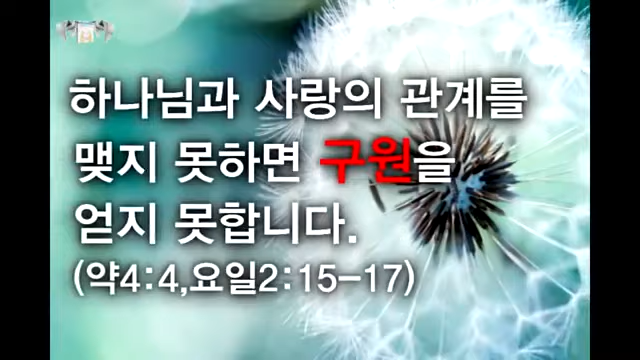 하나님과 사랑의 관계를
맺지 못하면 구원을
얻지 못합니다.
(약4:4,요일2:15-17)